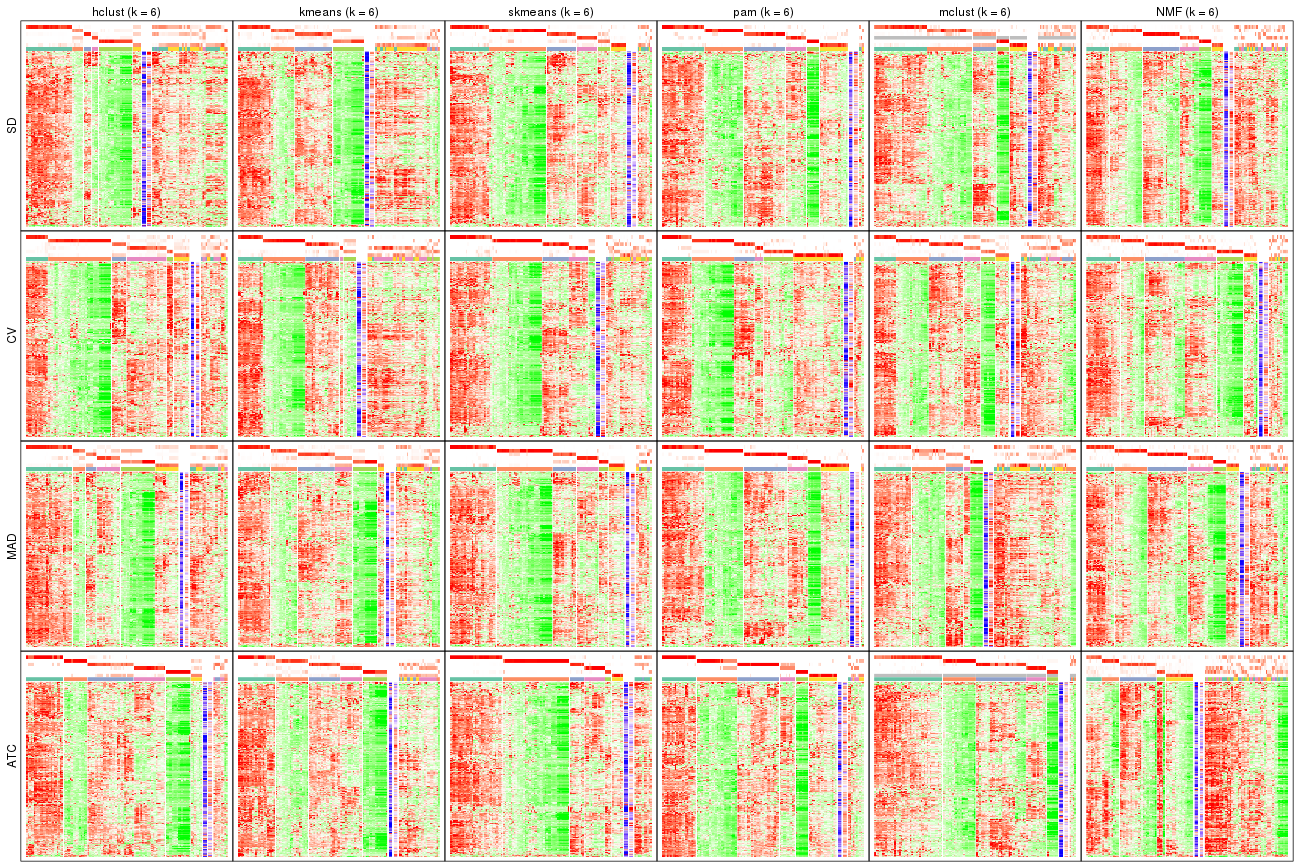 hclust (k = 6) kmeans (k = 6) skmeans (k = 6) pam (k = 6) mclust (k = 6) NMF (k = 6)
SD
CV
MAD
ATC